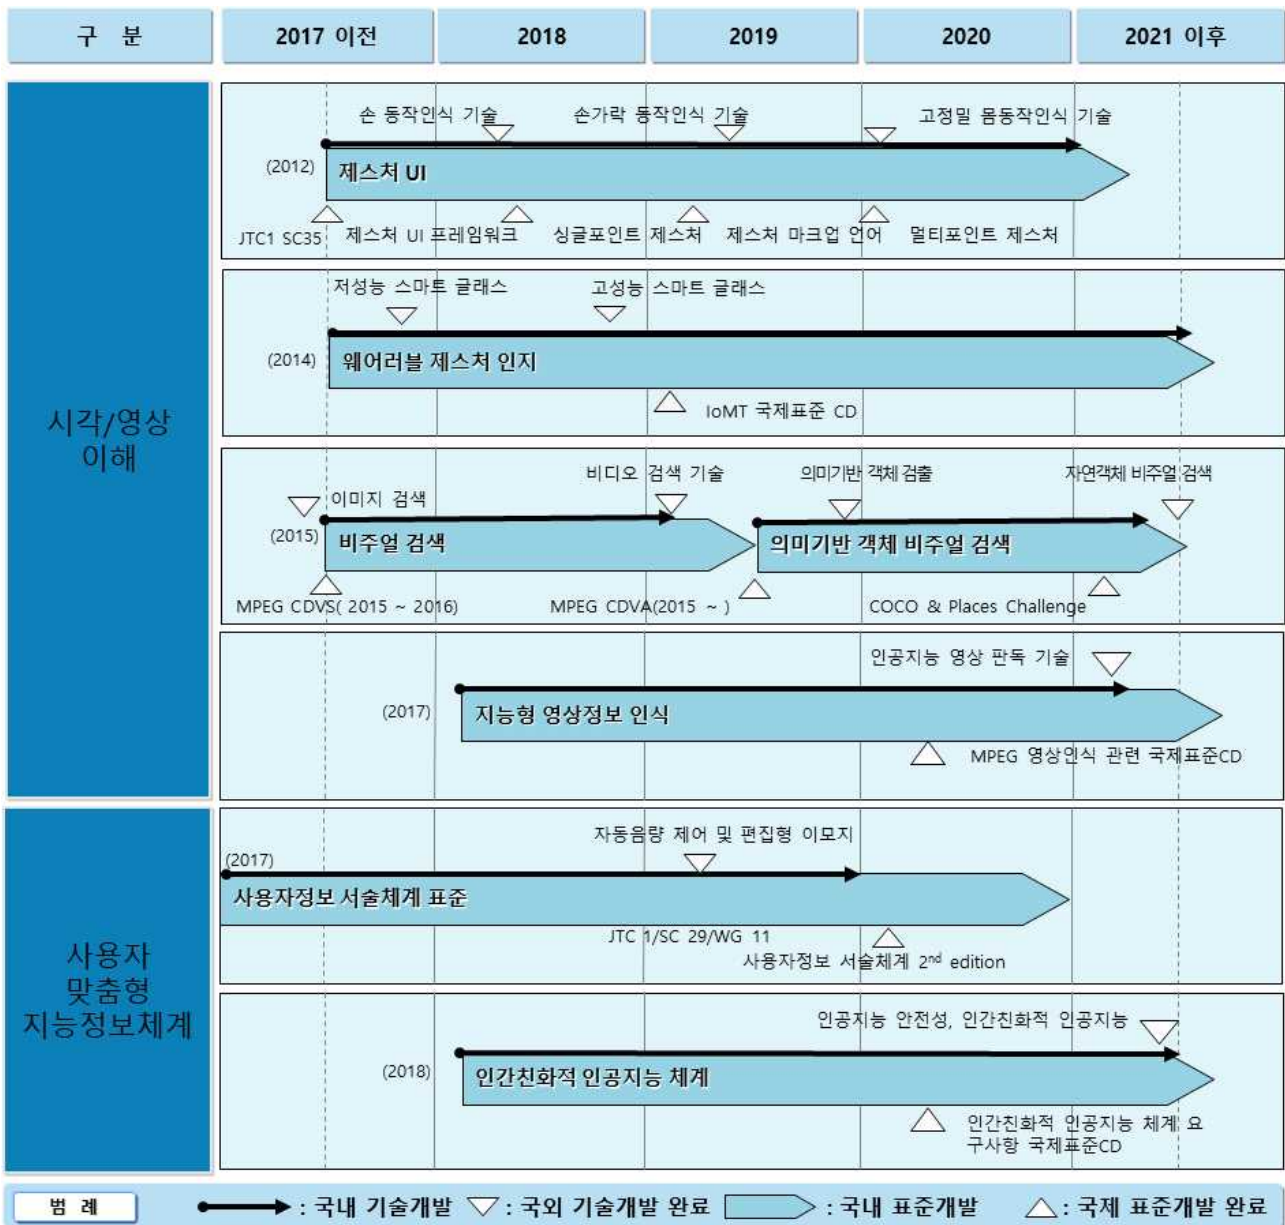 구 분
2017 이전
2018
2019
2020
2021 이후
시각/영상
이해
손 동작인식 기술
손가락 동작인식 기술
고정밀 몸동작인식 기술
(2012)
제스처 UI
JTC1 SC35
제스처 UI 프레임워크
싱글포인트 제스처
제스처 마크업 언어
멀티포인트 제스처
저성능 스마트 글래스
고성능 스마트 글래스
(2014)
웨어러블 제스처 인지
IoMT 국제표준 CD
이미지 검색
비디오 검색 기술
의미기반 객체 검출
자연객체 비주얼 검색
(2015)
비주얼 검색
의미기반 객체 비주얼 검색
MPEG CDVS( 2015 ~ 2016)
MPEG CDVA(2015 ~ )
COCO & Places Challenge
인공지능 영상 판독 기술
(2017)
지능형 영상정보 인식
MPEG 영상인식 관련 국제표준CD
사용자
맞춤형
지능정보체계
자동음량 제어 및 편집형 이모지
(2017)
사용자정보 서술체계 표준
JTC 1/SC 29/WG 11
사용자정보 서술체계 2nd edition
인공지능 안전성, 인간친화적 인공지능
(2018)
인간친화적 인공지능 체계
인간친화적 인공지능 체계 요
구사항 국제표준CD
범 례
: 국내 기술개발
: 국외 기술개발 완료
: 국내 표준개발
: 국제 표준개발 완료